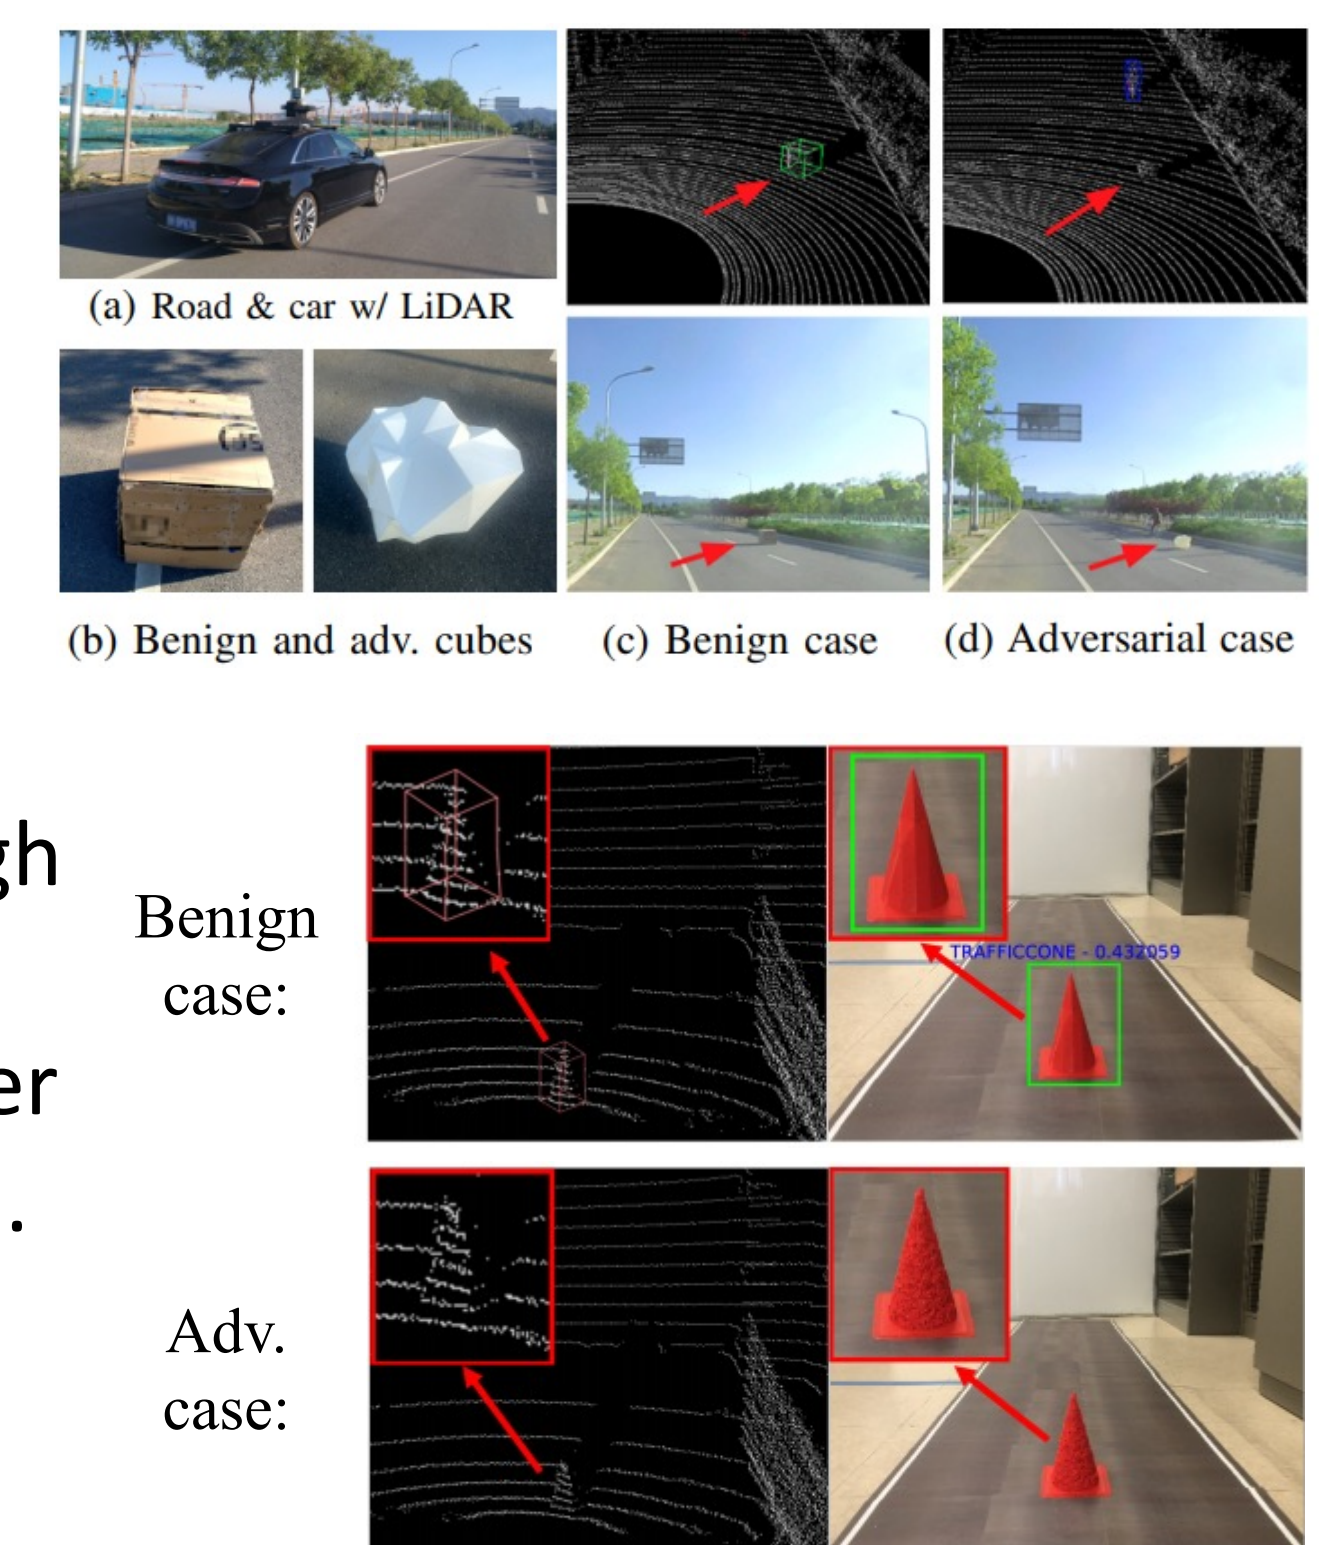 (a) Road & car w/ LiDAR
(b) Benign and adv. cubes
(c) Benign case
(d) Adversarial case
gh
er
.
Benign
case:
TRAFFICCONE - 0.432059
Adv.
case: